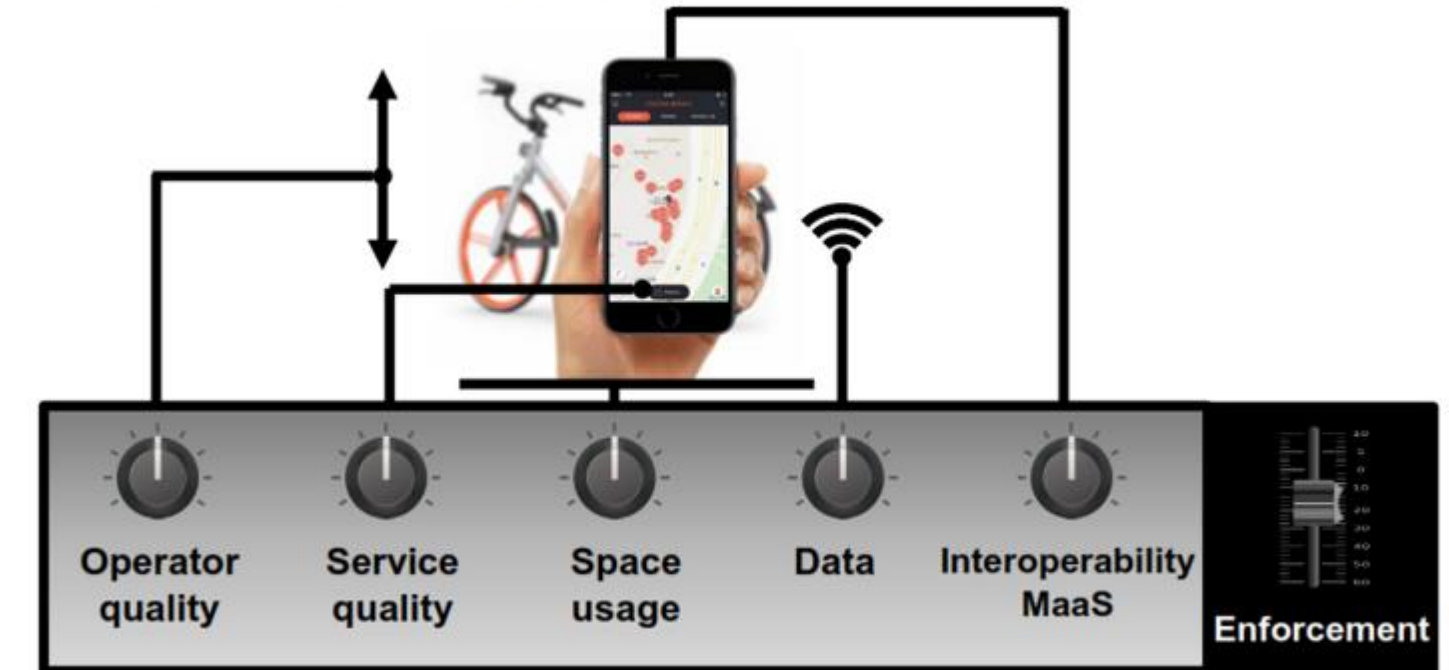 Operator
quality
Service
quality
Space
usage
Data
Interoperability
MaaS
Enforcement